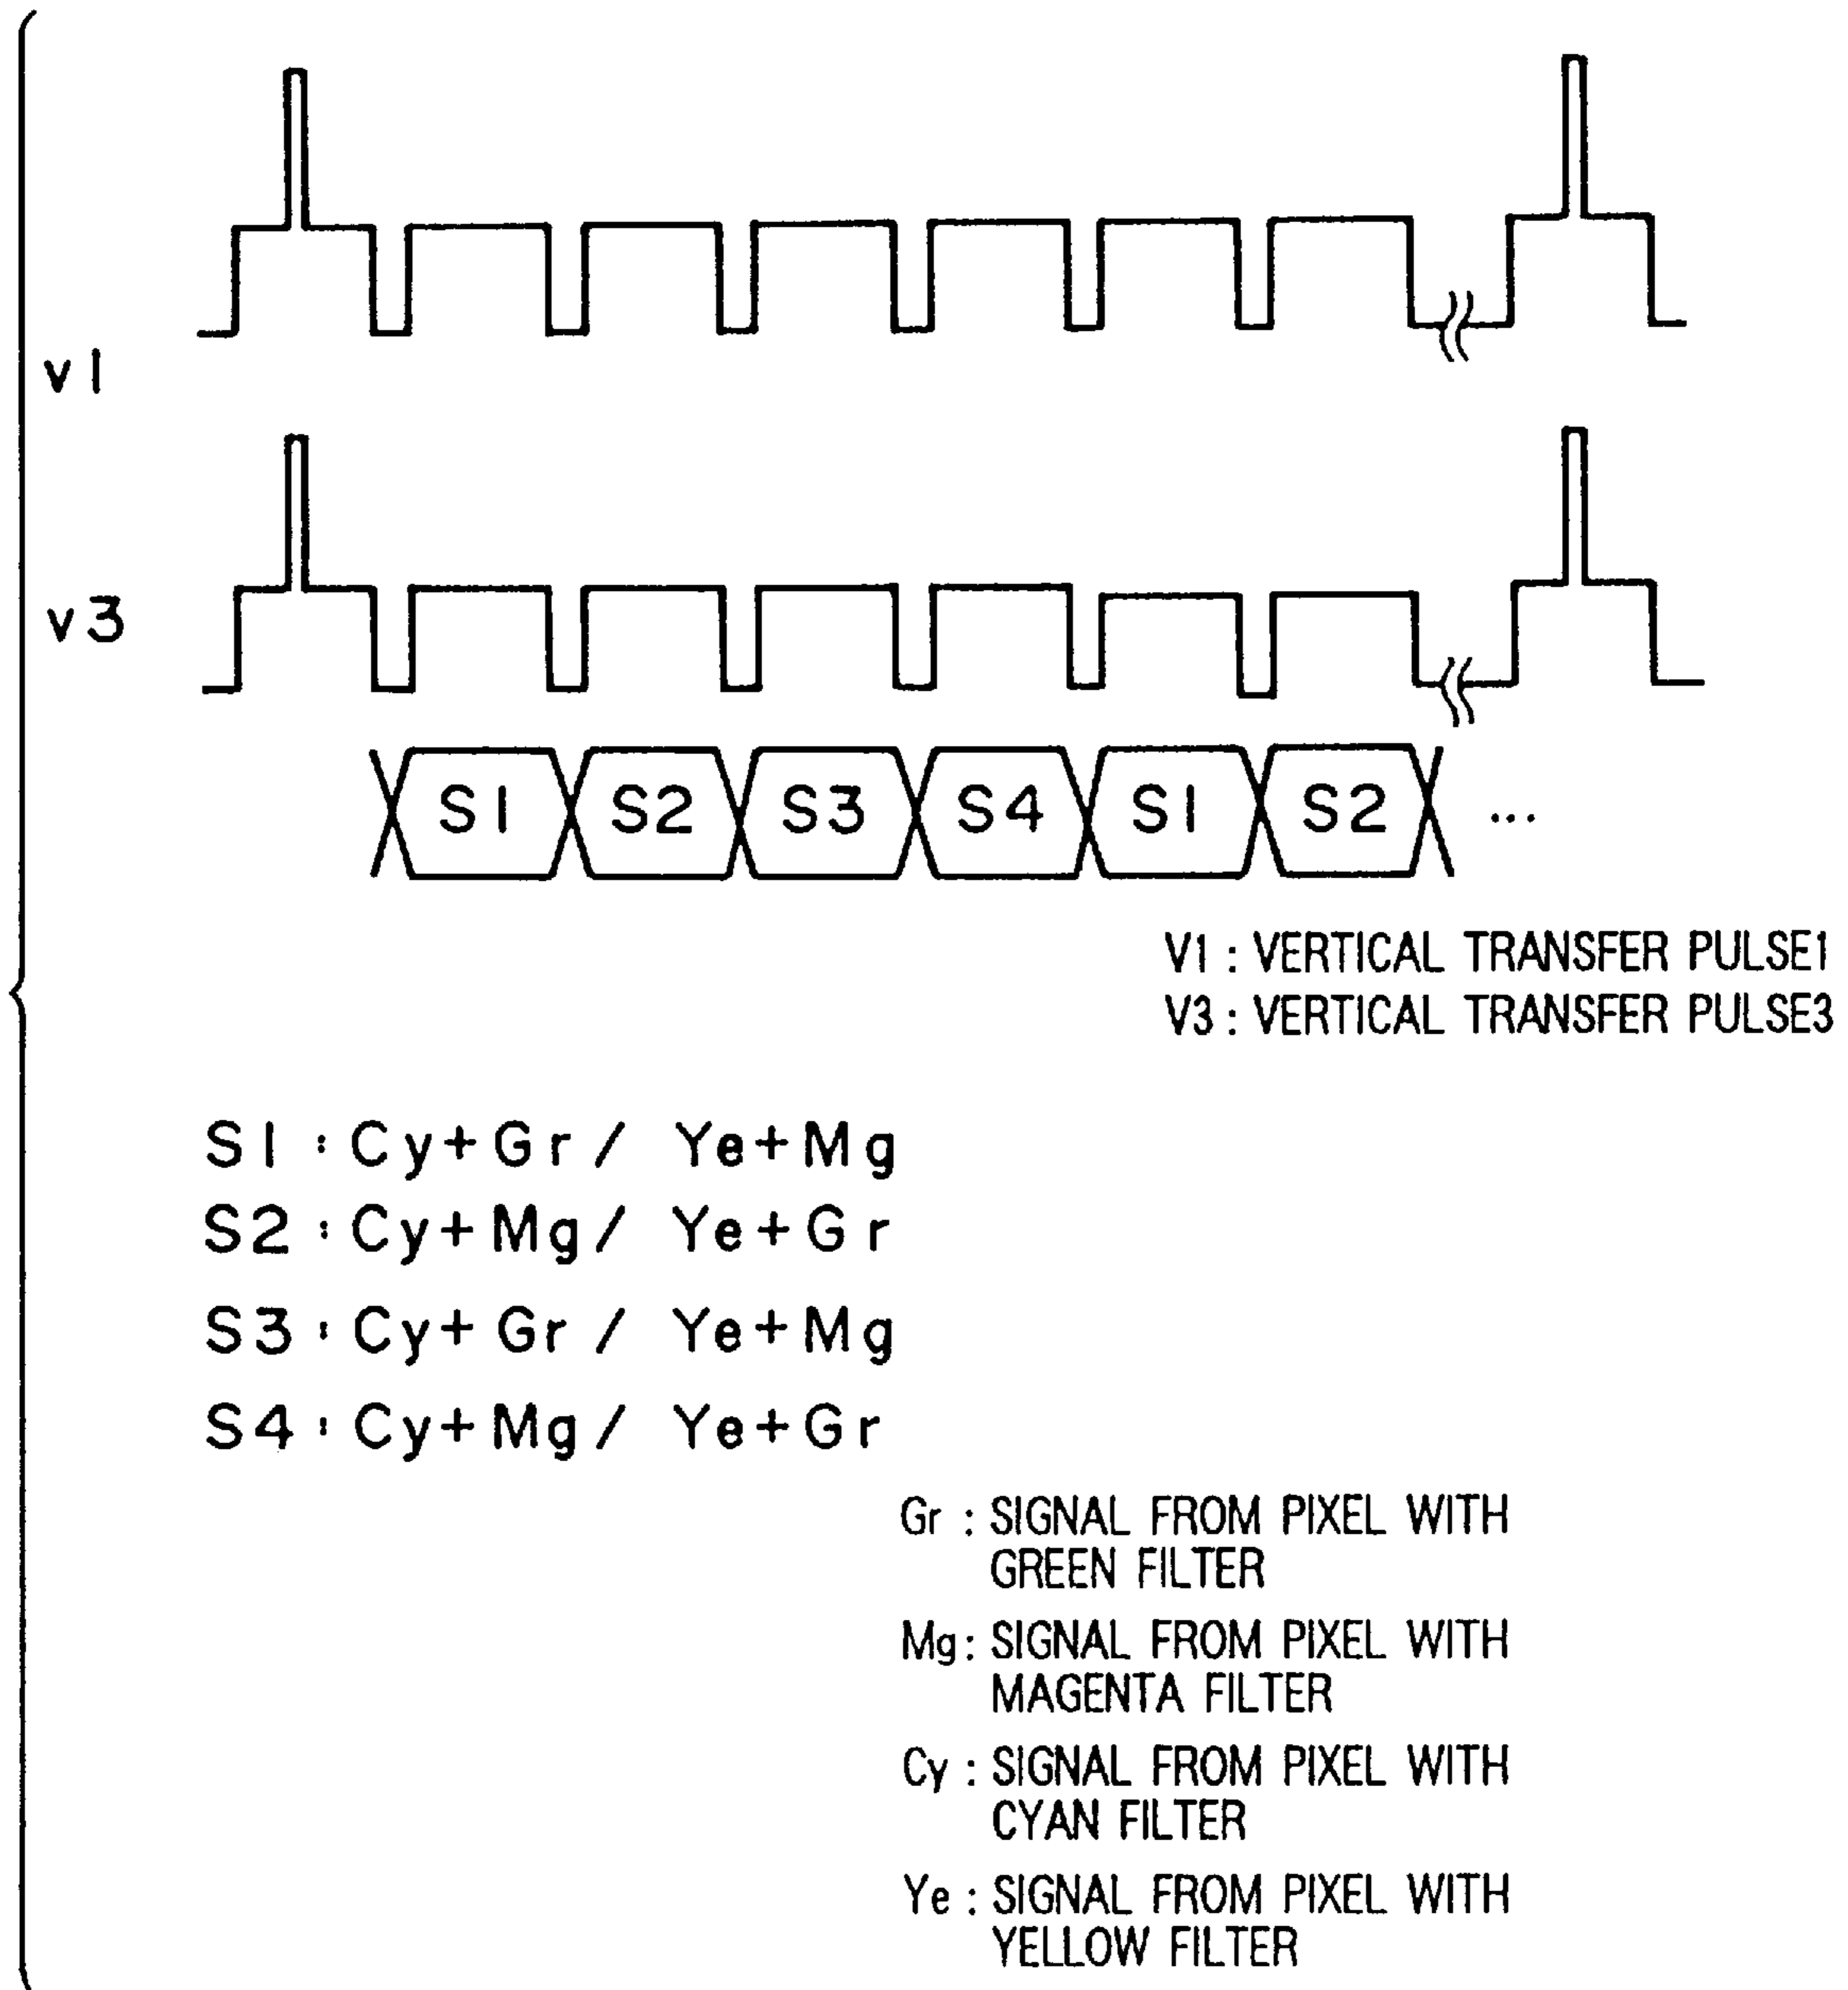 v1
v3
S1 S2 S3 S4 S1 S2 ...
V1 : VERTICAL TRANSFER PULSE1
V3 : VERTICAL TRANSFER PULSE3
S1 : Cy+Gr / Ye+Mg
S2 : Cy+Mg / Ye+Gr
S3 : Cy+Gr / Ye+Mg
S4 : Cy+Mg / Ye+Gr
Gr : SIGNAL FROM PIXEL WITH
GREEN FILTER
Mg : SIGNAL FROM PIXEL WITH
MAGENTA FILTER
Cy : SIGNAL FROM PIXEL WITH
CYAN FILTER
Ye : SIGNAL FROM PIXEL WITH
YELLOW FILTER